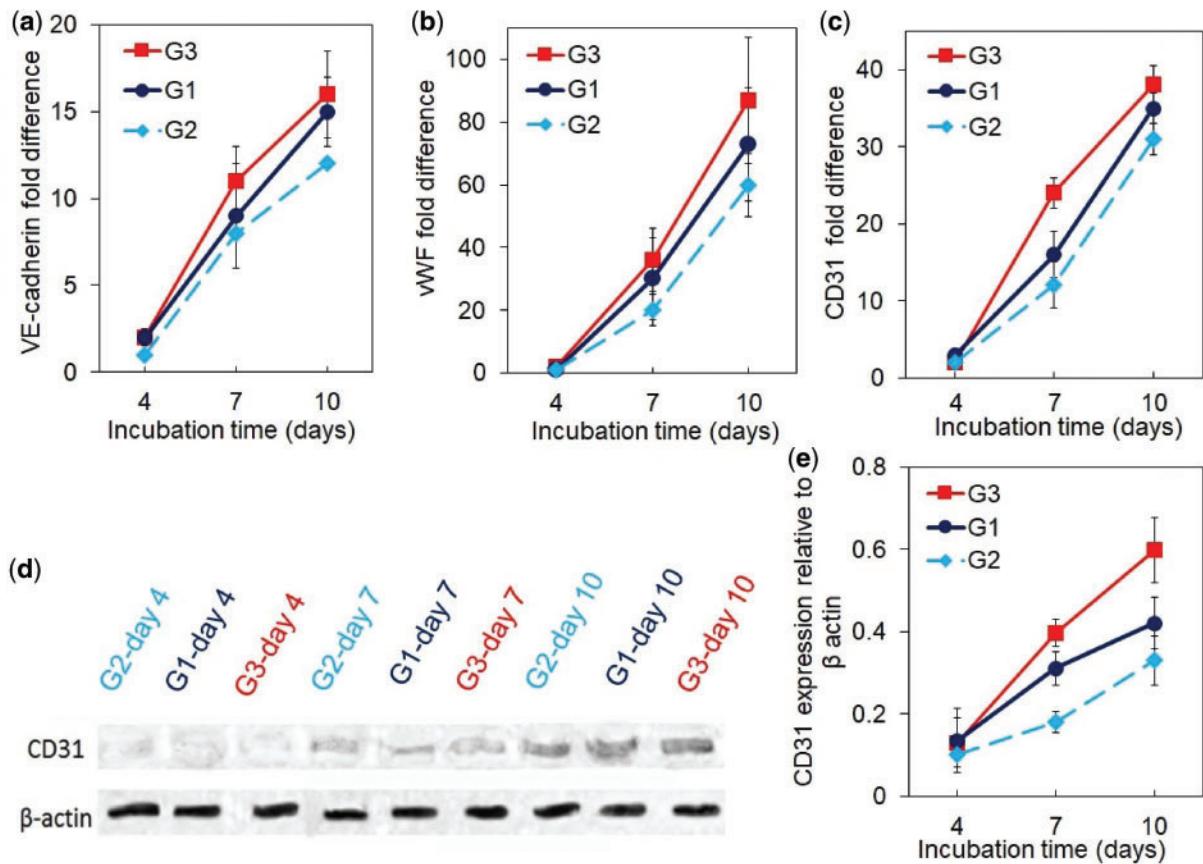 (a)
VE-cadherin fold difference
20
15
10
5
0
G3
G1
G2
4 7 10
Incubation time (days)
(b)
vWF fold difference
100
80
60
40
20
0
G3
G1
G2
4 7 10
Incubation time (days)
(c)
CD31 fold difference
40
30
20
10
0
G3
G1
G2
4 7 10
Incubation time (days)
(d)
G2-day 4
G1-day 4
G3-day 4
G2-day 7
G1-day 7
G3-day 7
G2-day 10
G1-day 10
G3-day 10
CD31
β-actin
(e)
CD31 expression relative to
β actin
0.8
0.6
0.4
0.2
0
G3
G1
G2
4 7 10
Incubation time (days)